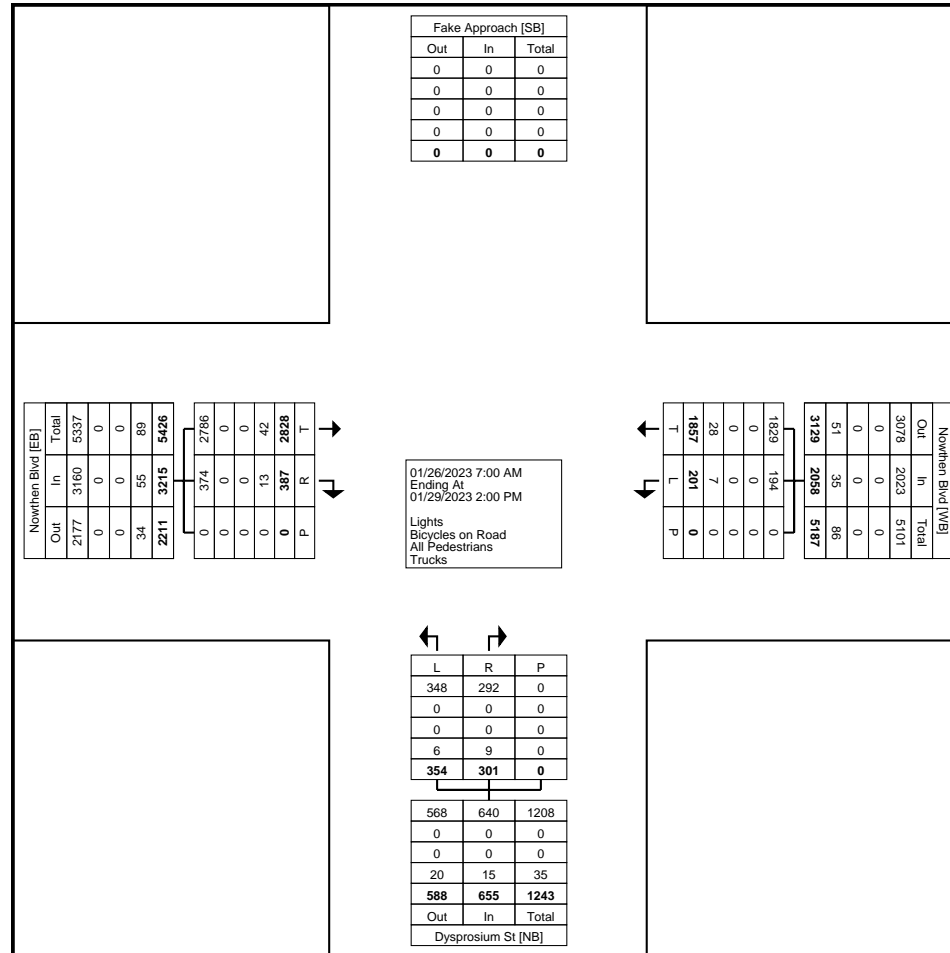 Fake Approach [SB]
Out In Total
0 0 0
0 0 0
0 0 0
0 0 0
0 0 0
Nowthen Blvd [EB]
Total In Out
5337 3160 2177
0 0 0
0 0 0
89 55 34
5426 3215 2211
2786 374 0
0 0 0
0 0 0
42 13 0
2828 387 0
T R P
01/26/2023 7:00 AM
Ending At
01/29/2023 2:00 PM
Lights
Bicycles on Road
All Pedestrians
Trucks
Nowthen Blvd [WB]
Out In Total
3078 2023 5101
0 0 0
0 0 0
51 35 86
3129 2058 5187
1829 194 0
0 0 0
0 0 0
28 7 0
1857 201 0
T L P
L R P
348 292 0
0 0 0
0 0 0
6 9 0
354 301 0
568 640 1208
0 0 0
0 0 0
20 15 35
588 655 1243
Out In Total
Dysprosium St [NB]